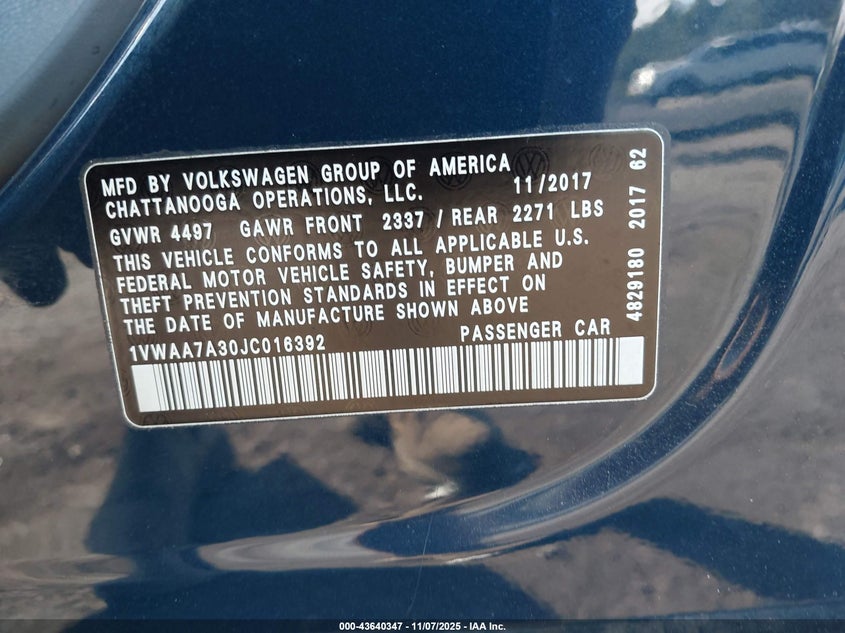 MFD BY VOLKSWAGEN GROUP OF AMERICA
CHATTANOOGA OPERATIONS, LLC. 11/2017
GVWR 4497 GAWR FRONT 2337 / REAR 2271 LBS
THIS VEHICLE CONFORMS TO ALL APPLICABLE U.S.
FEDERAL MOTOR VEHICLE SAFETY, BUMPER AND
THEFT PREVENTION STANDARDS IN EFFECT ON
THE DATE OF MANUFACTURE SHOWN ABOVE
1VWAA7A30JC016392 PASSENGER CAR
4829180 2017 62
000-43640347 - 11/07/2025 - IAA Inc.